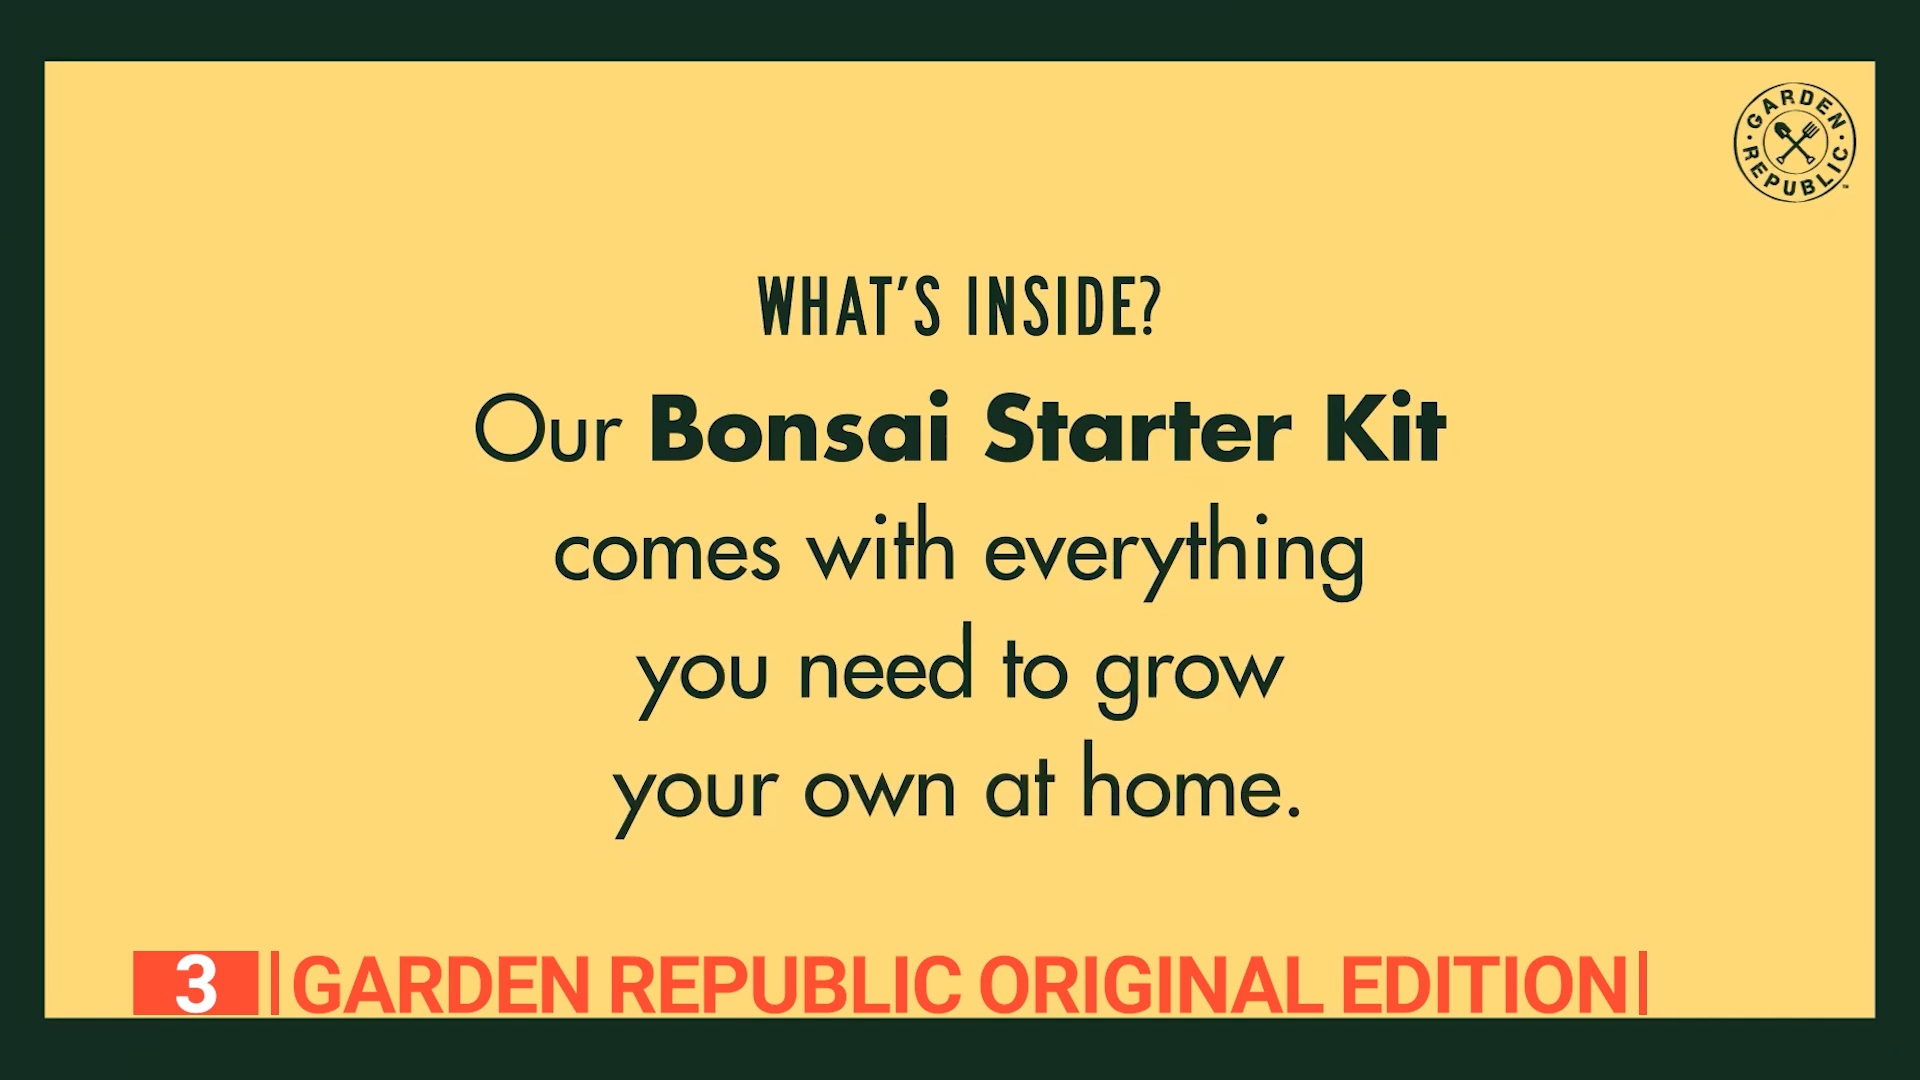 GARDEN REPUBLIC
TM
WHAT'S INSIDE?
Our Bonsai Starter Kit
comes with everything
you need to grow
your own at home.
3 GARDEN REPUBLIC ORIGINAL EDITION